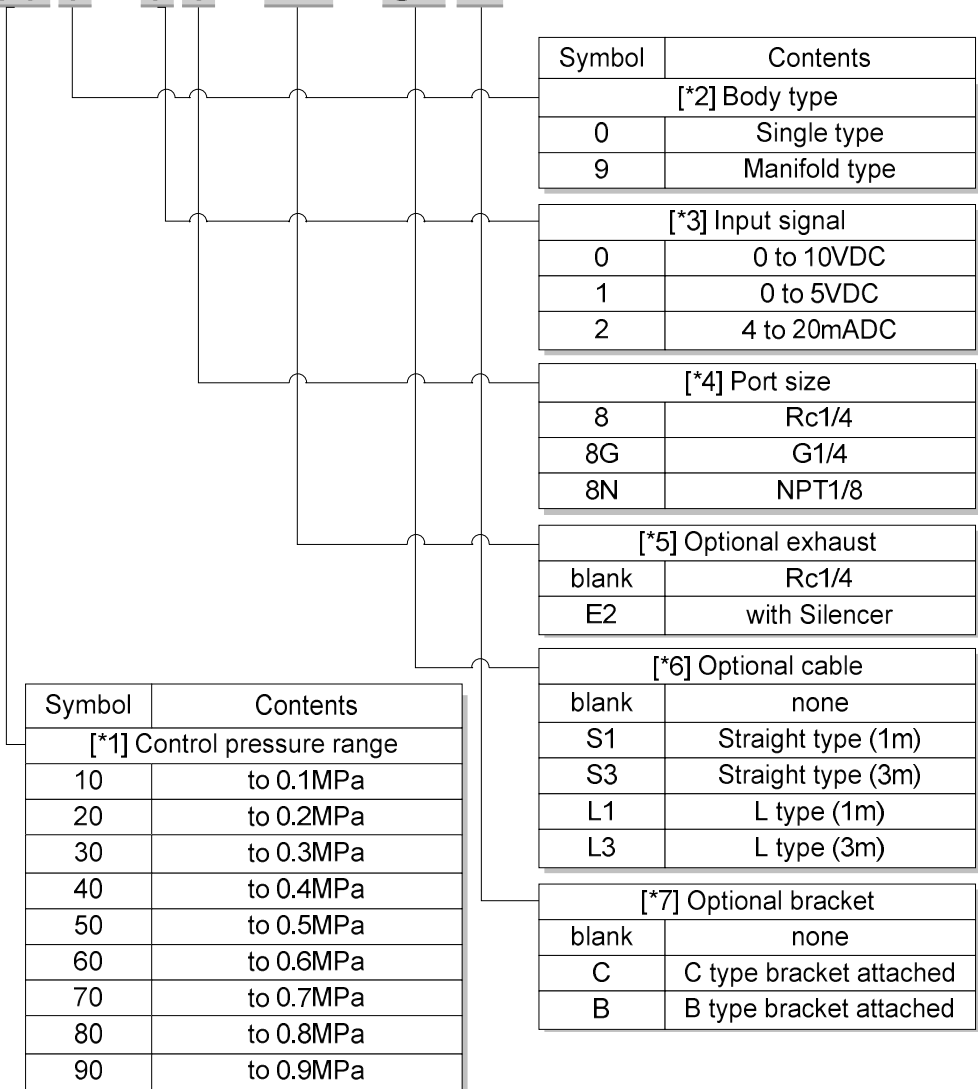 Symbol Contents
[*2] Body type
0 Single type
9 Manifold type
[*3] Input signal
0 0 to 10VDC
1 0 to 5VDC
2 4 to 20mADC
[*4] Port size
8 Rc1/4
8G G1/4
8N NPT1/8
[*5] Optional exhaust
blank Rc1/4
E2 with Silencer
[*6] Optional cable
blank none
S1 Straight type (1m)
S3 Straight type (3m)
L1 L type (1m)
L3 L type (3m)
[*7] Optional bracket
blank none
C C type bracket attached
B B type bracket attached
Symbol Contents
[*1] Control pressure range
10 to 0.1MPa
20 to 0.2MPa
30 to 0.3MPa
40 to 0.4MPa
50 to 0.5MPa
60 to 0.6MPa
70 to 0.7MPa
80 to 0.8MPa
90 to 0.9MPa